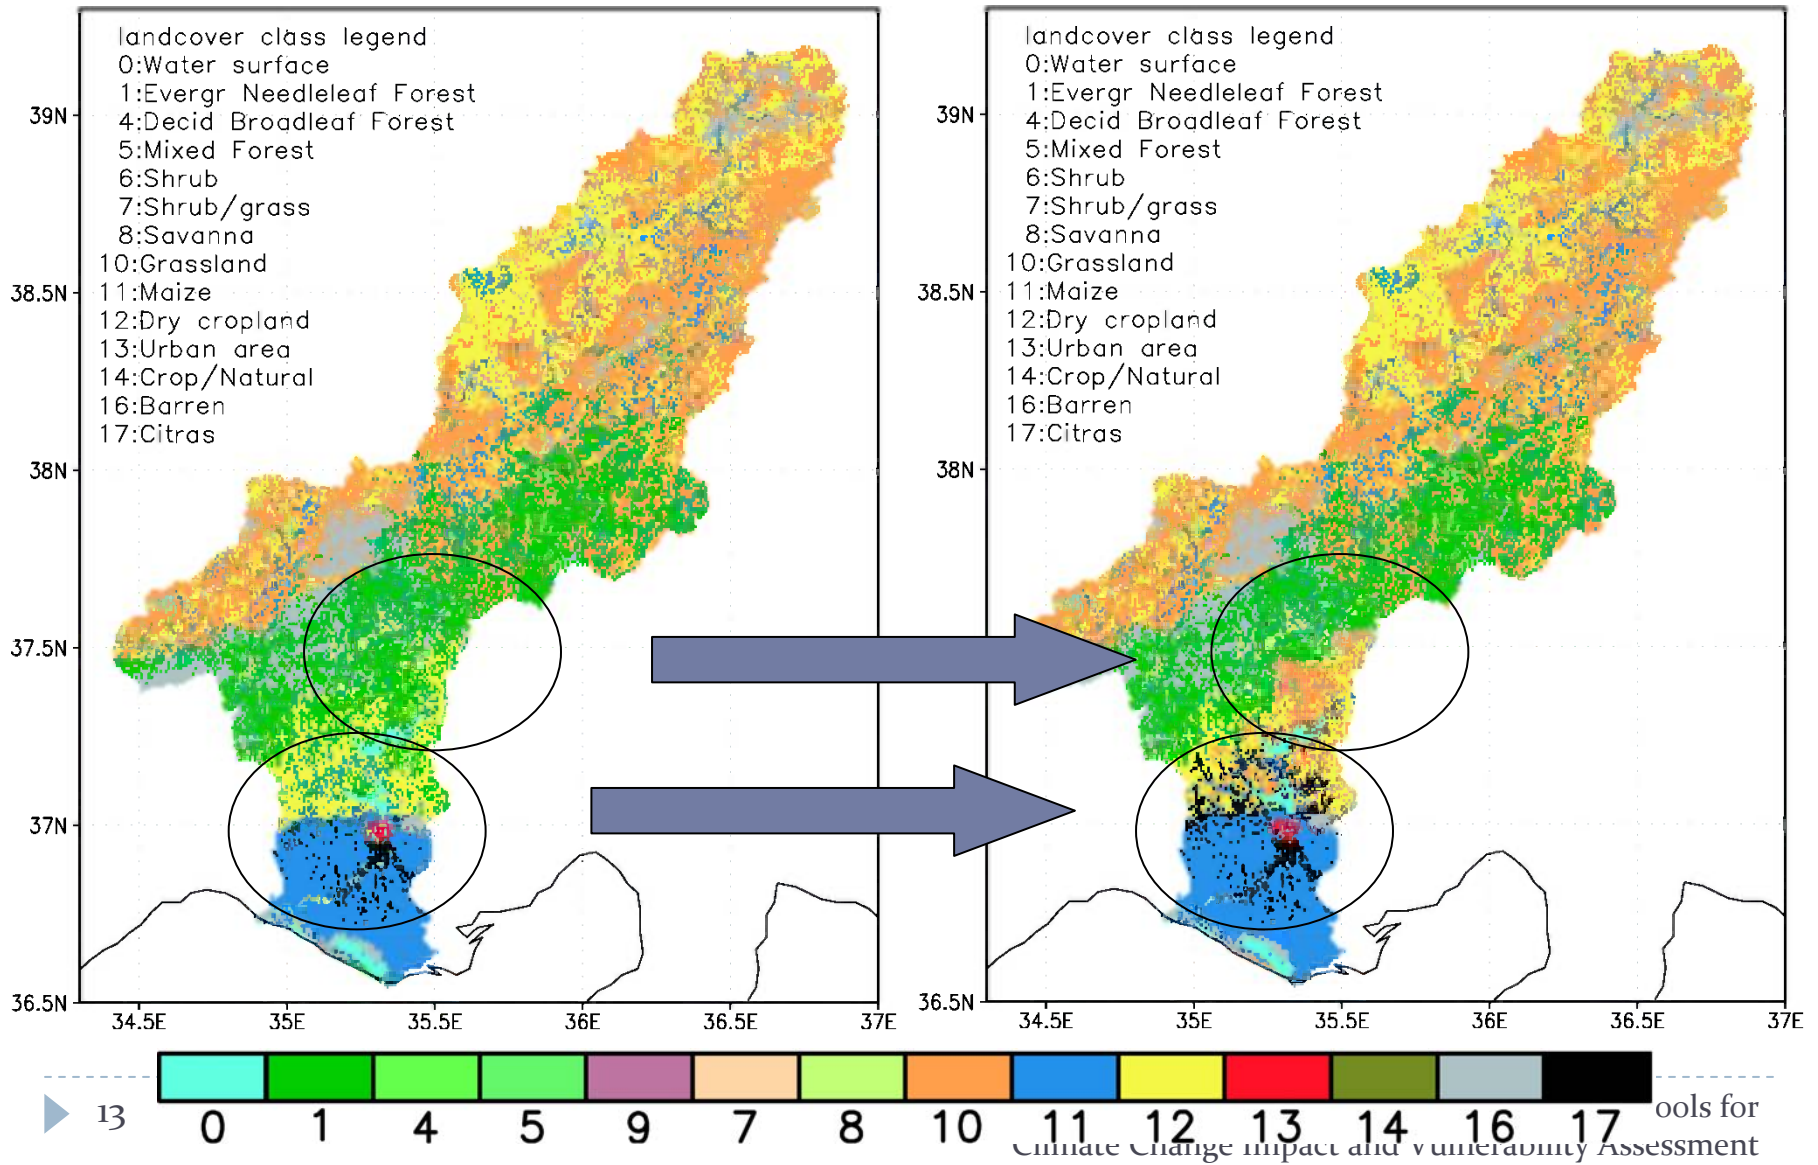 landcover class legend
0:Water surface
1:Evergr Needleleaf Forest
4:Decid Broadleaf Forest
5:Mixed Forest
6:Shrub
7:Shrub/grass
8:Savanna
10:Grassland
11:Maize
12:Dry cropland
13:Urban area
14:Crop/Natural
16:Barren
17:Citras
39N
38.5N
38N
37.5N
37N
36.5N
34.5E 35E 35.5E 36E 36.5E 37E
landcover class legend
0:Water surface
1:Evergr Needleleaf Forest
4:Decid Broadleaf Forest
5:Mixed Forest
6:Shrub
7:Shrub/grass
8:Savanna
10:Grassland
11:Maize
12:Dry cropland
13:Urban area
14:Crop/Natural
16:Barren
17:Citras
39N
38.5N
38N
37.5N
37N
36.5N
34.5E 35E 35.5E 36E 36.5E 37E
0 1 4 5 9 7 8 10 11 12 13 14 16 17
13
ools for
Climate Change Impact and Vulnerability Assessment